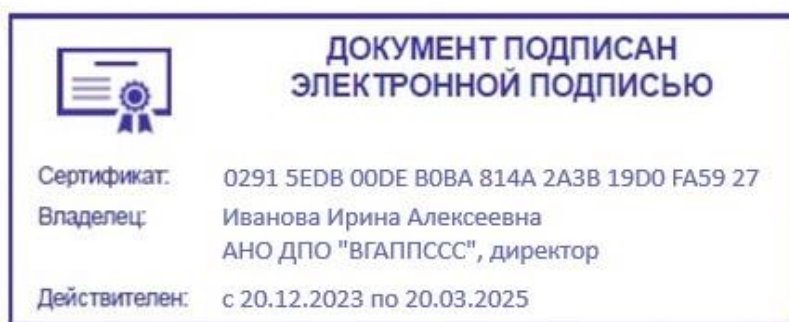 ДОКУМЕНТ ПОДПИСАН
ЭЛЕКТРОННОЙ ПОДПИСЬЮ
Сертификат: 0291 5EDB 00DE B0BA 814A 2A3B 19D0 FA59 27
Владелец: Иванова Ирина Алексеевна
АНО ДПО "ВГАППССС", директор
Действителен: с 20.12.2023 по 20.03.2025